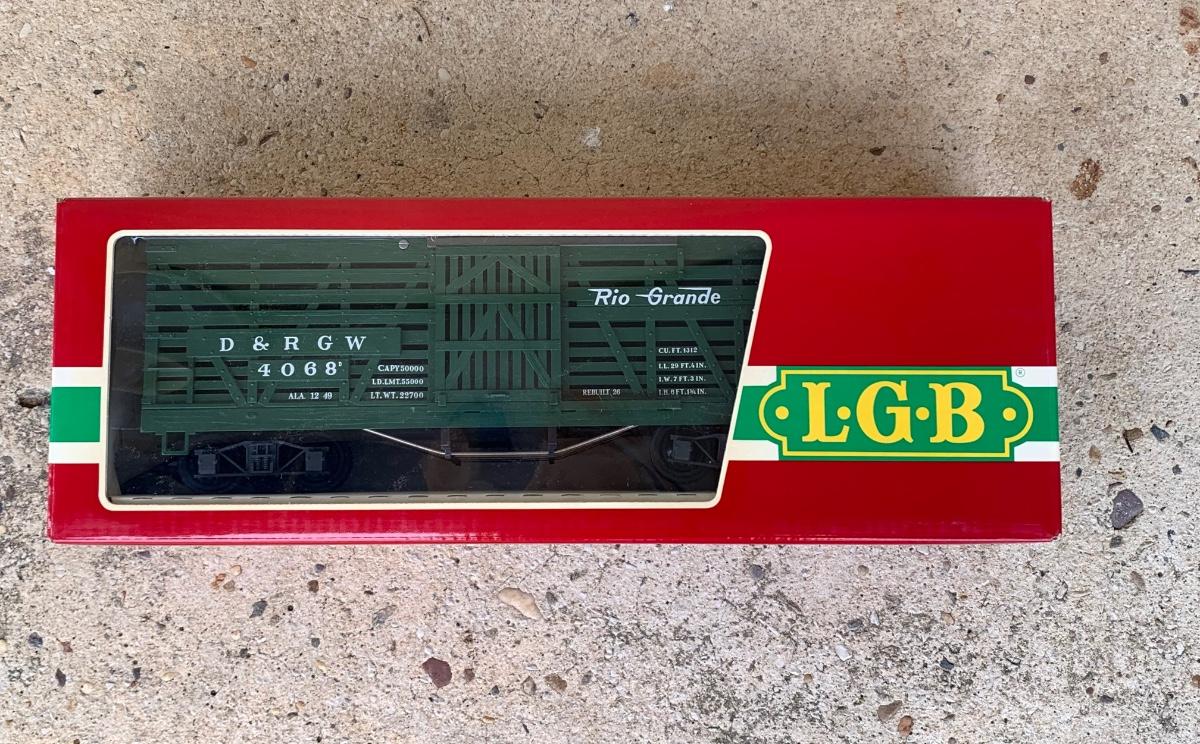 Rio Grande
D & R G W
4068
CAPY 50000
LD. LMT. 55000
LT. WT. 22700
ALA. 12 49
REBUILT 26
CU. FT. 1312
I.L. 29 FT. 4 IN.
I.W. 7 FT. 3 IN.
L·G·B
®